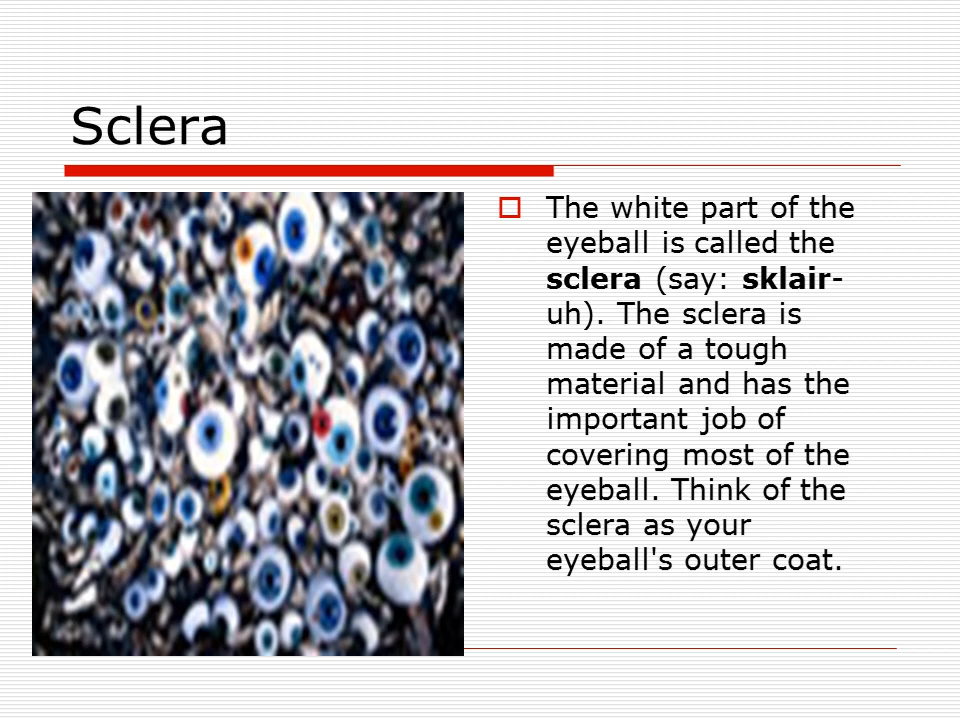 Sclera
The white part of the
eyeball is called the
sclera (say: sklair-
uh). The sclera is
made of a tough
material and has the
important job of
covering most of the
eyeball. Think of the
sclera as your
eyeball's outer coat.